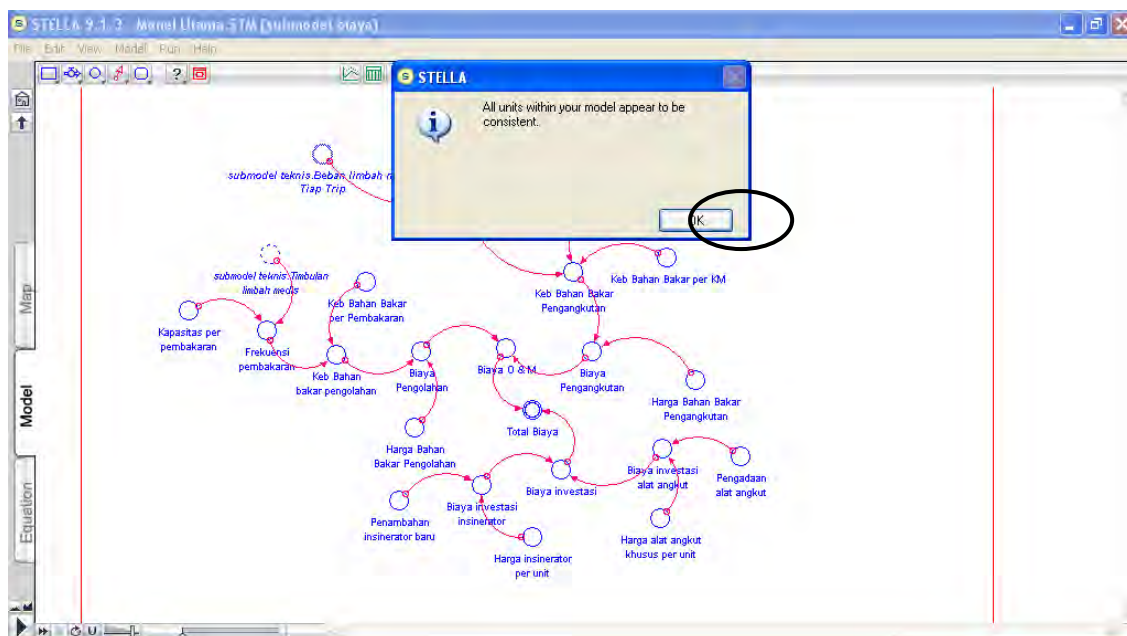 STELLA 9.1.3 - Model Utama.STM [submodel biaya]
File Edit View Model Run Help
STELLA
All units within your model appear to be
consistent.
OK
submodel teknis.Beban limbah
Tiap Trip
submodel teknis.Timbulan
limbah medis
Keb Bahan Bakar
per Pembakaran
Keb Bahan Bakar
Pengangkutan
Keb Bahan Bakar per KM
Kapasitas per
pembakaran
Frekuensi
pembakaran
Keb Bahan
bakar pengolahan
Biaya
Pengolahan
Biaya O & M
Biaya
Pengangkutan
Harga Bahan Bakar
Pengangkutan
Total Biaya
Harga Bahan
Bakar Pengolahan
Biaya investasi
insinerator
Biaya investasi
Biaya investasi
alat angkut
Pengadaan
alat angkut
Penambahan
insinerator baru
Harga insinerator
per unit
Harga alat angkut
khusus per unit
Map
Model
Equation
U